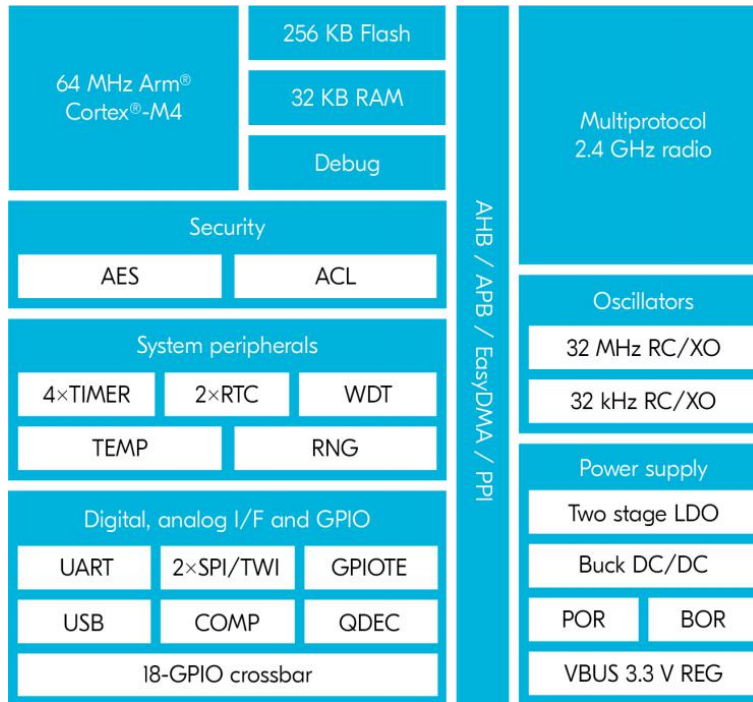 64 MHz Arm®
Cortex®-M4
256 KB Flash
32 KB RAM
Debug
Security
AES
ACL
System peripherals
4×TIMER
2×RTC
WDT
TEMP
RNG
Digital, analog I/F and GPIO
UART
2×SPI/TWI
GPIOTE
USB
COMP
QDEC
18-GPIO crossbar
AHB / APB / EasyDMA / PPI
Multiprotocol
2.4 GHz radio
Oscillators
32 MHz RC/XO
32 kHz RC/XO
Power supply
Two stage LDO
Buck DC/DC
POR
BOR
VBUS 3.3 V REG